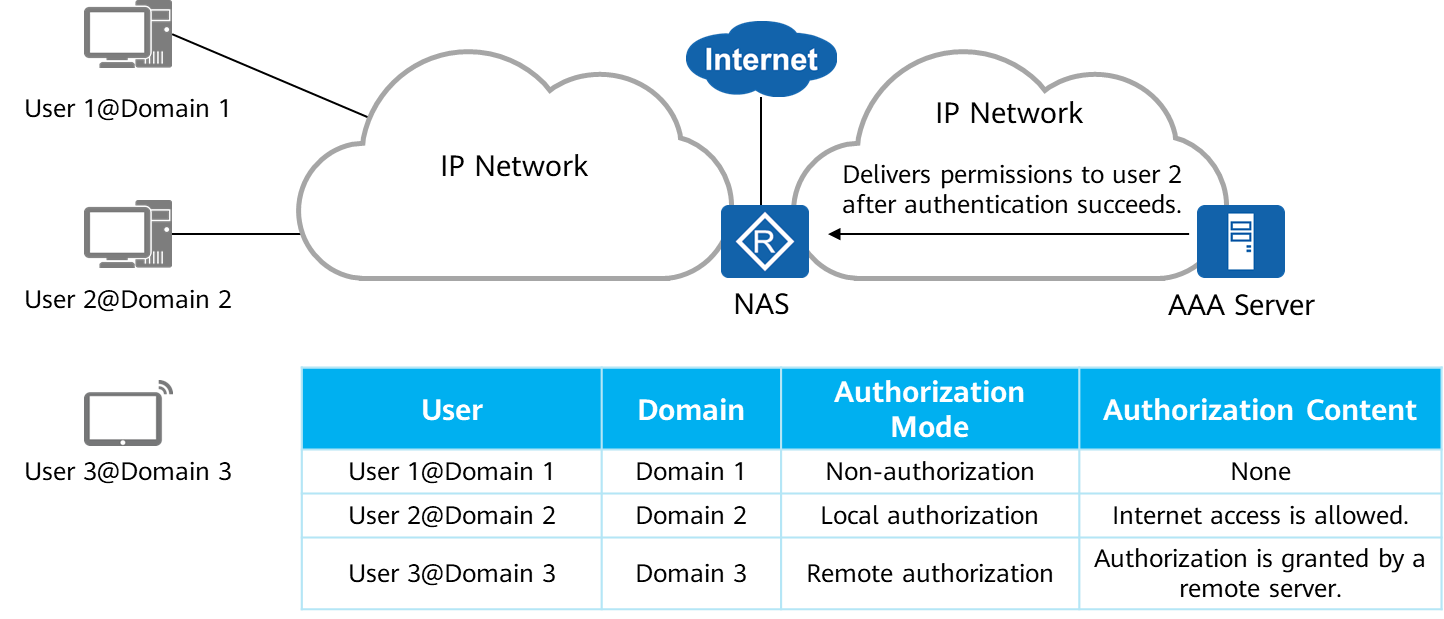 User 1@Domain 1
Internet
IP Network
IP Network
Delivers permissions to user 2
after authentication succeeds.
User 2@Domain 2
NAS
AAA Server
User 3@Domain 3
User
Domain
Authorization
Mode
Authorization Content
User 1@Domain 1
Domain 1
Non-authorization
None
User 2@Domain 2
Domain 2
Local authorization
Internet access is allowed.
User 3@Domain 3
Domain 3
Remote authorization
Authorization is granted by a
remote server.
R